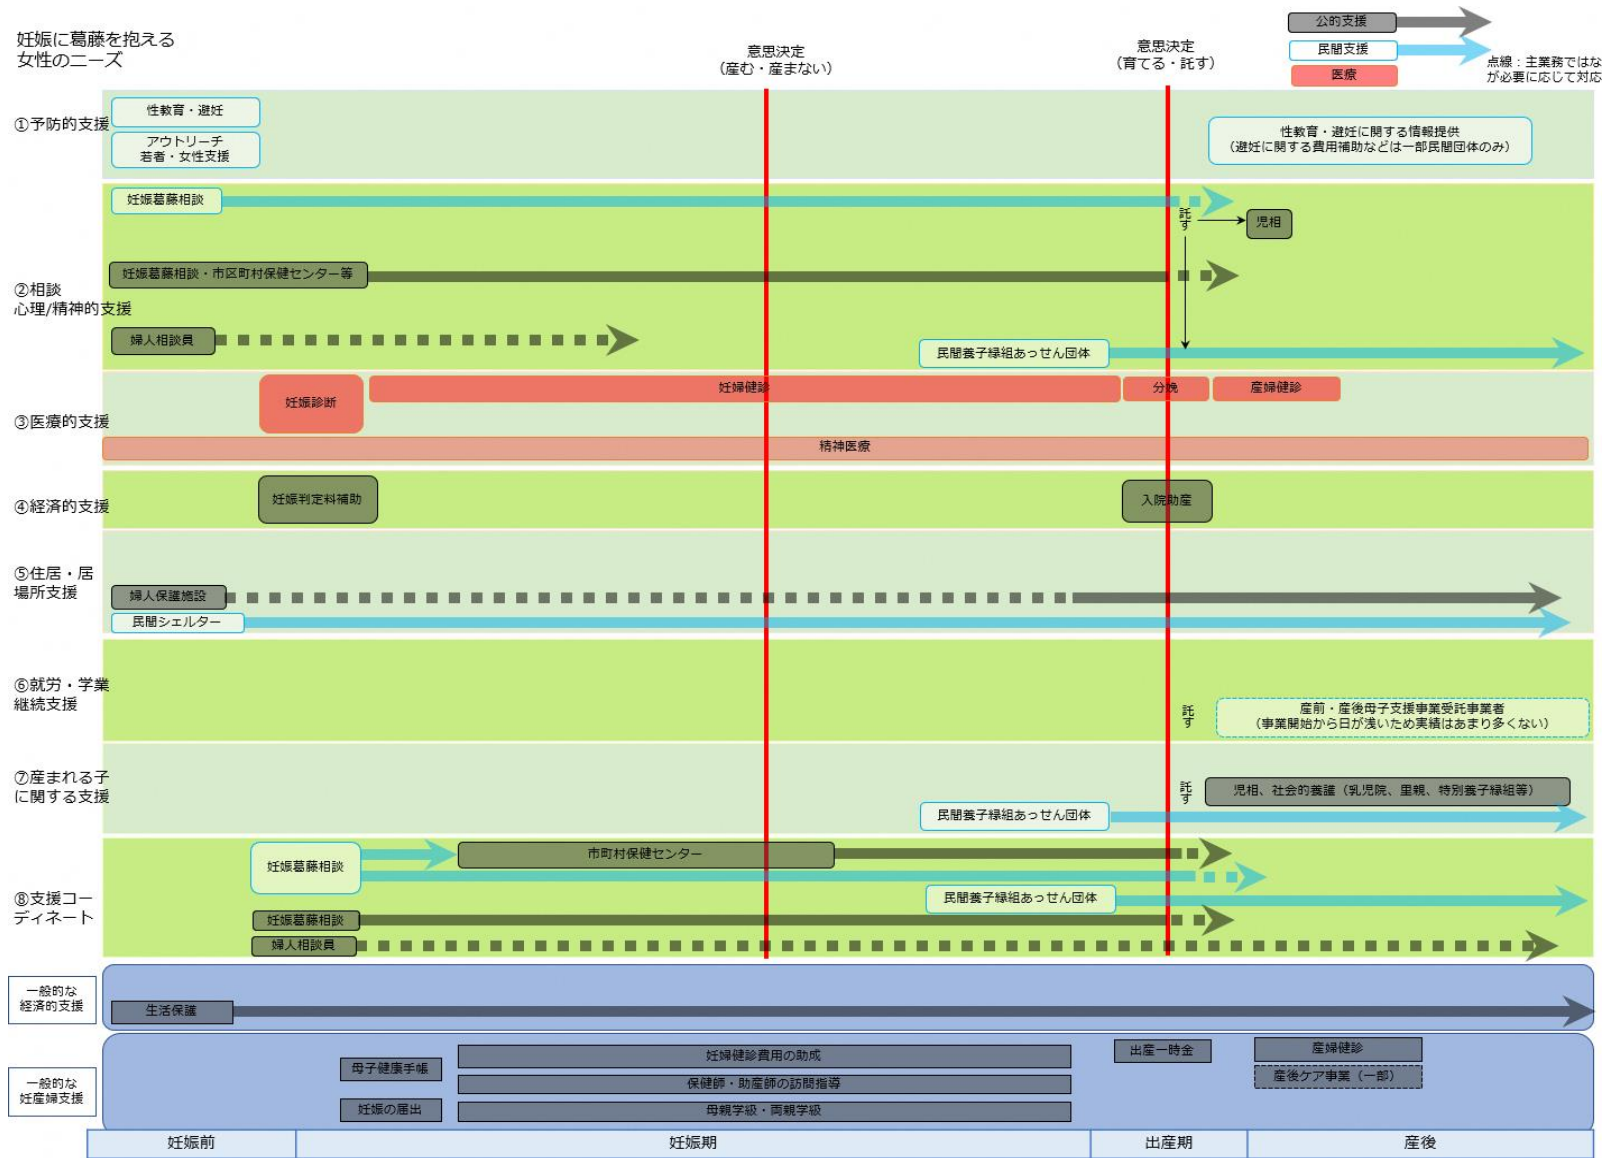 妊娠に葛藤を抱える
女性のニーズ
意思決定
（産む・産まない）
意思決定
（育てる・託す）
公的支援
民間支援
医療
点線：主業務ではな
が必要に応じて対応
①予防的支援
性教育・避妊
アウトリーチ
若者・女性支援
性教育・避妊に関する情報提供
（避妊に関する費用補助などは一部民間団体のみ）
②相談
心理/精神的支援
妊娠葛藤相談
託す
児相
妊娠葛藤相談・市区町村保健センター等
婦人相談員
民間養子縁組あっせん団体
③医療的支援
妊娠診断
妊婦健診
分娩
産婦健診
精神医療
④経済的支援
妊娠判定料補助
入院助産
⑤住居・居
場所支援
婦人保護施設
民間シェルター
⑥就労・学業
継続支援
託す
産前・産後母子支援事業受託事業者
（事業開始から日が浅いため実績はあまり多くない）
⑦産まれる子
に関する支援
託す
児相、社会的養護（乳児院、里親、特別養子縁組等）
民間養子縁組あっせん団体
⑧支援コー
ディネート
妊娠葛藤相談
市町村保健センター
民間養子縁組あっせん団体
妊娠葛藤相談
婦人相談員
一般的な
経済的支援
生活保護
一般的な
妊産婦支援
母子健康手帳
妊娠の届出
妊婦健診費用の助成
保健師・助産師の訪問指導
母親学級・両親学級
出産一時金
産婦健診
産後ケア事業（一部）
妊娠前
妊娠期
出産期
産後